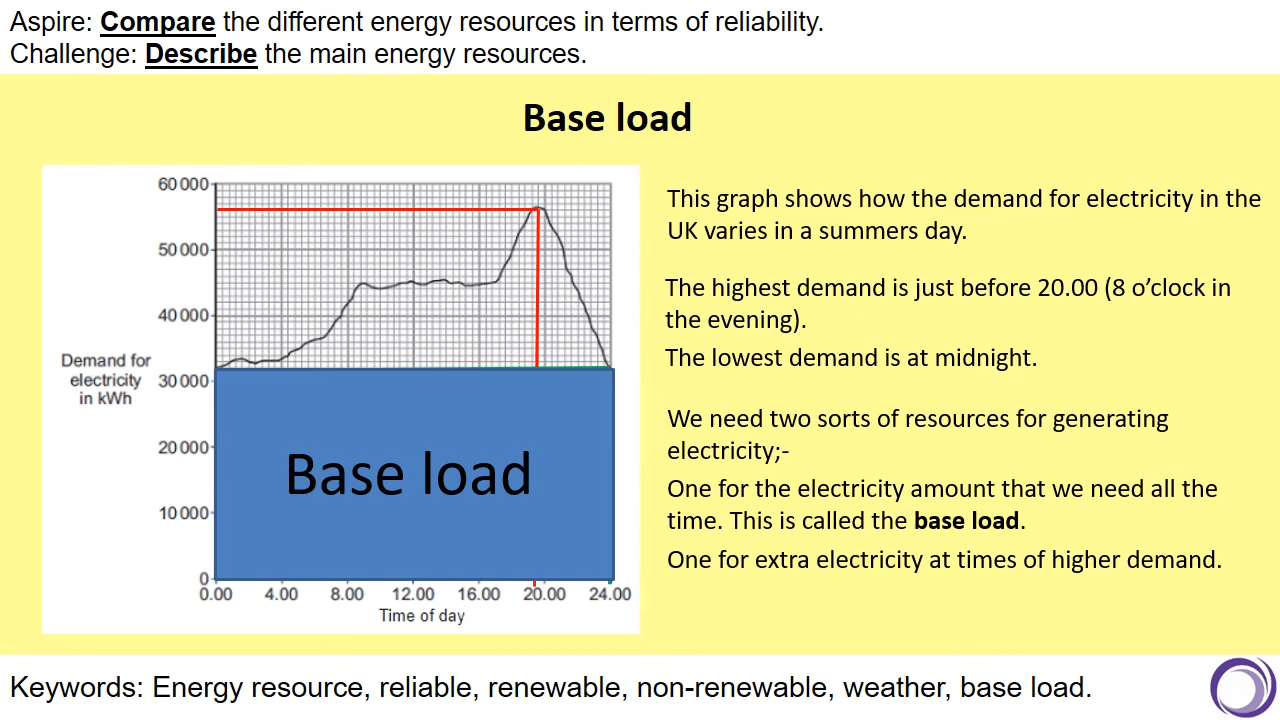 Aspire: Compare the different energy resources in terms of reliability.
Challenge: Describe the main energy resources.
Base load
60 000
50 000
40 000
30 000
20 000
10 000
0
Demand for
electricity
in kWh
Base load
0.00 4.00 8.00 12.00 16.00 20.00 24.00
Time of day
This graph shows how the demand for electricity in the
UK varies in a summers day.
The highest demand is just before 20.00 (8 o’clock in
the evening).
The lowest demand is at midnight.
We need two sorts of resources for generating
electricity;-
One for the electricity amount that we need all the
time. This is called the base load.
One for extra electricity at times of higher demand.
Keywords: Energy resource, reliable, renewable, non-renewable, weather, base load.